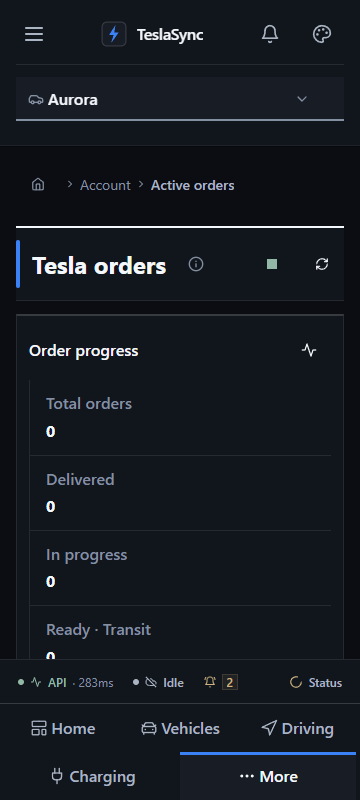 TeslaSync
Aurora
Account > Active orders
Tesla orders
Order progress
Total orders
0
Delivered
0
In progress
0
Ready · Transit
0
API · 283ms Idle 2 Status
Home Vehicles Driving
Charging More